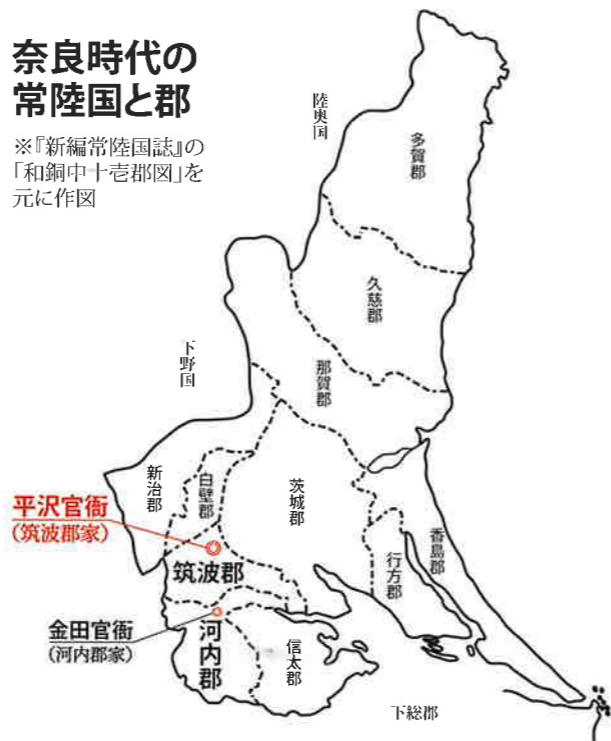 奈良時代の
常陸国と郡
※『新編常陸国誌』の
「和銅中十壱郡図」を
元に作図
陸奥国
多賀郡
久慈郡
下野国
那賀郡
新治郡
白壁郡
茨城郡
平沢官衙
(筑波郡家)
筑波郡
香島郡
行方郡
金田官衙
(河内郡家)
河内郡
信太郡
下総郡